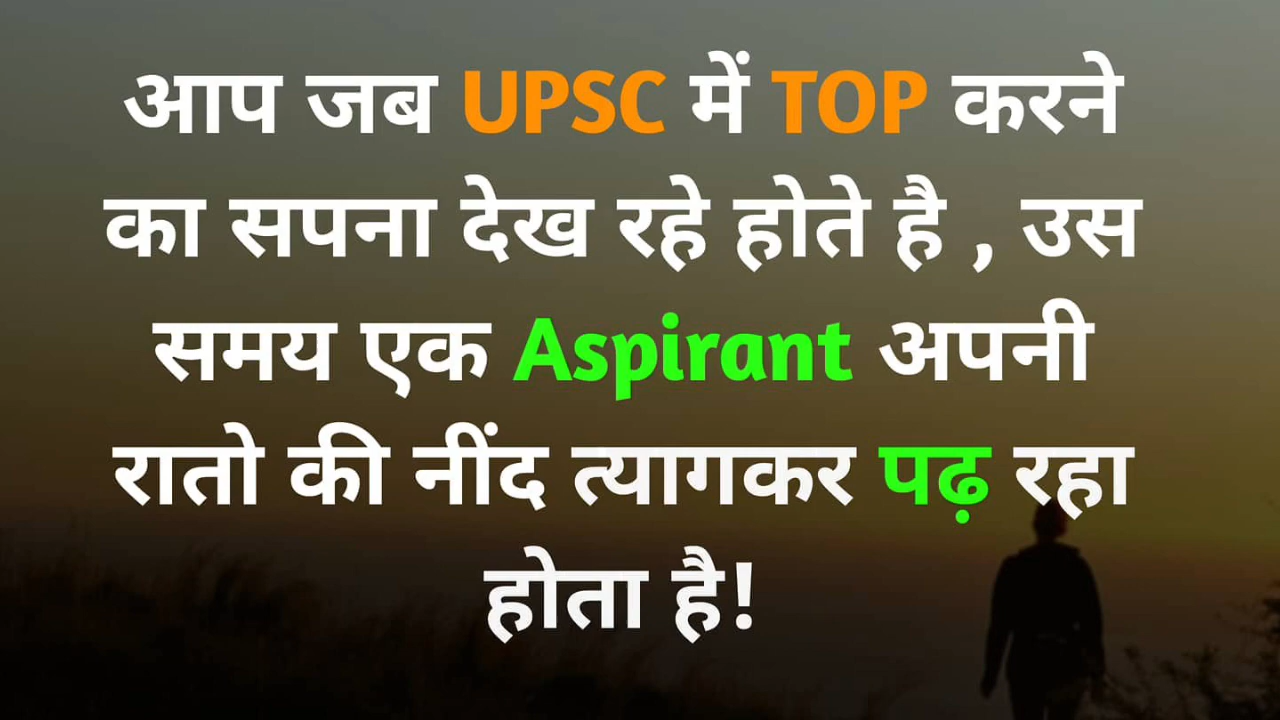 आप जब UPSC में TOP करने
का सपना देख रहे होते है , उस
समय एक Aspirant अपनी
रातो की नींद त्यागकर पढ़ रहा
होता है!